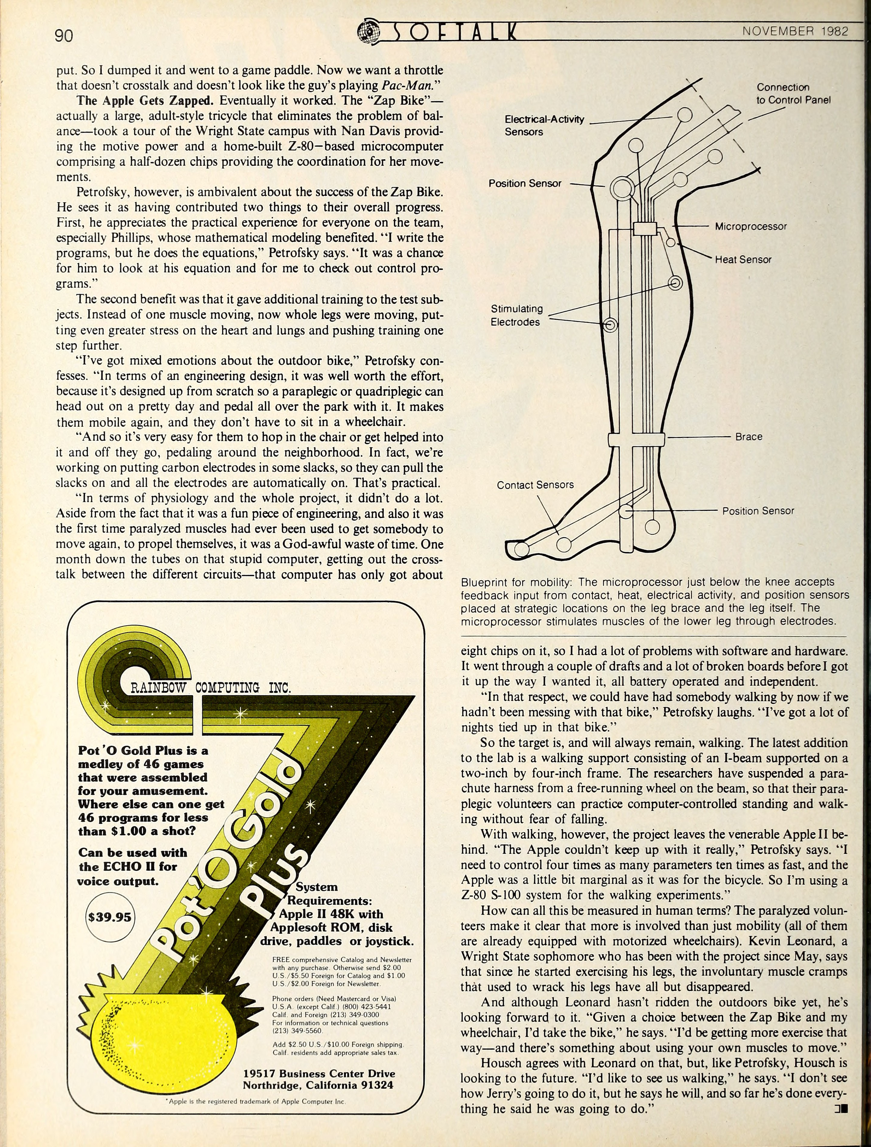 90
SOFTALK
NOVEMBER 1982
put. So I dumped it and went to a game paddle. Now we want a throttle
that doesn't crosstalk and doesn't look like the guy's playing Pac-Man."
The Apple Gets Zapped. Eventually it worked. The "Zap Bike"—
actually a large, adult-style tricycle that eliminates the problem of bal-
ance—took a tour of the Wright State campus with Nan Davis provid-
ing the motive power and a home-built Z-80–based microcomputer
comprising a half-dozen chips providing the coordination for her move-
ments.
Petrofsky, however, is ambivalent about the success of the Zap Bike.
He sees it as having contributed two things to their overall progress.
First, he appreciates the practical experience for everyone on the team,
especially Phillips, whose mathematical modeling benefited. "I write the
programs, but he does the equations," Petrofsky says. "It was a chance
for him to look at his equation and for me to check out control pro-
grams."
The second benefit was that it gave additional training to the test sub-
jects. Instead of one muscle moving, now whole legs were moving, put-
ting even greater stress on the heart and lungs and pushing training one
step further.
"I've got mixed emotions about the outdoor bike," Petrofsky con-
fesses. "In terms of an engineering design, it was well worth the effort,
because it's designed up from scratch so a paraplegic or quadriplegic can
head out on a pretty day and pedal all over the park with it. It makes
them mobile again, and they don't have to sit in a wheelchair.
"And so it's very easy for them to hop in the chair or get helped into
it and off they go, pedaling around the neighborhood. In fact, we're
working on putting carbon electrodes in some slacks, so they can pull the
slacks on and all the electrodes are automatically on. That's practical.
"In terms of physiology and the whole project, it didn't do a lot.
Aside from the fact that it was a fun piece of engineering, and also it was
the first time paralyzed muscles had ever been used to get somebody to
move again, to propel themselves, it was a God-awful waste of time. One
month down the tubes on that stupid computer, getting out the cross-
talk between the different circuits—that computer has only got about
RAINBOW COMPUTING INC.
Pot 'O Gold Plus is a
medley of 46 games
that were assembled
for your amusement.
Where else can one get
46 programs for less
than $1.00 a shot?
Can be used with
the ECHO II for
voice output.
$39.95
Pot 'O Gold
Plus
System
Requirements:
Apple II 48K with
Applesoft ROM, disk
drive, paddles or joystick.
FREE comprehensive Catalog and Newsletter
with any purchase. Otherwise send $2.00
U.S./$5.50 Foreign for Catalog and $1.00
U.S./$2.00 Foreign for Newsletter.
Phone orders (Need Mastercard or Visa)
U.S.A. (except Calif.) (800) 423-5441
Calif. and Foreign (213) 349-0300
For information or technical questions
(213) 349-5560
Add $2.50 U.S./$10.00 Foreign shipping.
Calif. residents add appropriate sales tax.
19517 Business Center Drive
Northridge, California 91324
*Apple is the registered trademark of Apple Computer Inc.
Connection
to Control Panel
Electrical-Activity
Sensors
Position Sensor
Microprocessor
Heat Sensor
Stimulating
Electrodes
Brace
Contact Sensors
Position Sensor
Blueprint for mobility: The microprocessor just below the knee accepts
feedback input from contact, heat, electrical activity, and position sensors
placed at strategic locations on the leg brace and the leg itself. The
microprocessor stimulates muscles of the lower leg through electrodes.
eight chips on it, so I had a lot of problems with software and hardware.
It went through a couple of drafts and a lot of broken boards before I got
it up the way I wanted it, all battery operated and independent.
"In that respect, we could have had somebody walking by now if we
hadn't been messing with that bike," Petrofsky laughs. "I've got a lot of
nights tied up in that bike."
So the target is, and will always remain, walking. The latest addition
to the lab is a walking support consisting of an I-beam supported on a
two-inch by four-inch frame. The researchers have suspended a para-
chute harness from a free-running wheel on the beam, so that their para-
plegic volunteers can practice computer-controlled standing and walk-
ing without fear of falling.
With walking, however, the project leaves the venerable Apple II be-
hind. "The Apple couldn't keep up with it really," Petrofsky says. "I
need to control four times as many parameters ten times as fast, and the
Apple was a little bit marginal as it was for the bicycle. So I'm using a
Z-80 S-100 system for the walking experiments."
How can all this be measured in human terms? The paralyzed volun-
teers make it clear that more is involved than just mobility (all of them
are already equipped with motorized wheelchairs). Kevin Leonard, a
Wright State sophomore who has been with the project since May, says
that since he started exercising his legs, the involuntary muscle cramps
that used to wrack his legs have all but disappeared.
And although Leonard hasn't ridden the outdoors bike yet, he's
looking forward to it. "Given a choice between the Zap Bike and my
wheelchair, I'd take the bike," he says. "I'd be getting more exercise that
way—and there's something about using your own muscles to move."
Housch agrees with Leonard on that, but, like Petrofsky, Housch is
looking to the future. "I'd like to see us walking," he says. "I don't see
how Jerry's going to do it, but he says he will, and so far he's done every-
thing he said he was going to do."